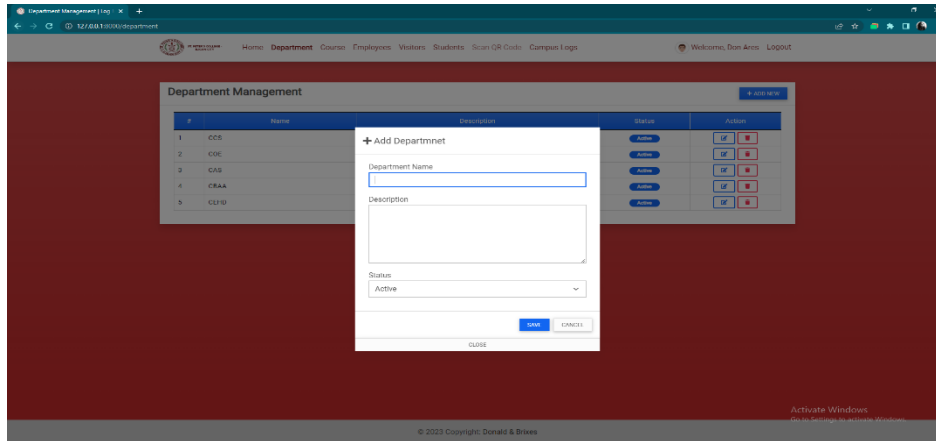 Department Management | Log
127.0.0.1:8000/department
Home Department Course Employees Visitors Students Scan QR Code Campus Logs Welcome, Don Ares Logout
Department Management
+ ADD NEW
# Name Description Status Action
1 CCS Active
2 COE Active
3 CAS Active
4 CBAA Active
5 Active
+ Add Departmnet
Department Name
Description
Status
Active
SAVE CANCEL
CLOSE
Activate Windows
Go to Settings to activate Windows.
© 2023 Copyright: Donald & Brixes